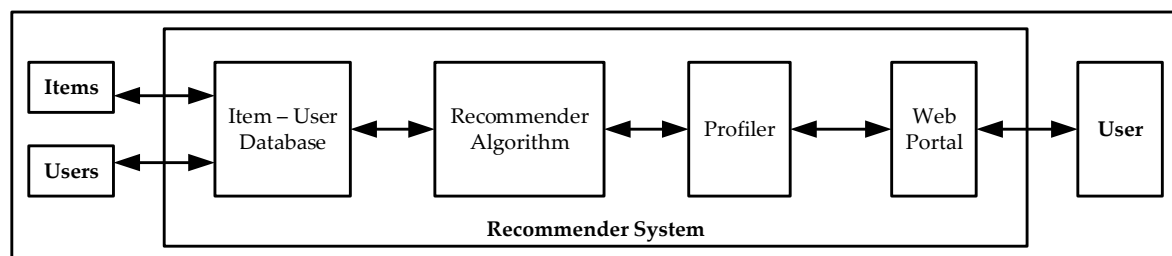 Items
Users
Item – User
Database
Recommender
Algorithm
Profiler
Web
Portal
User
Recommender System